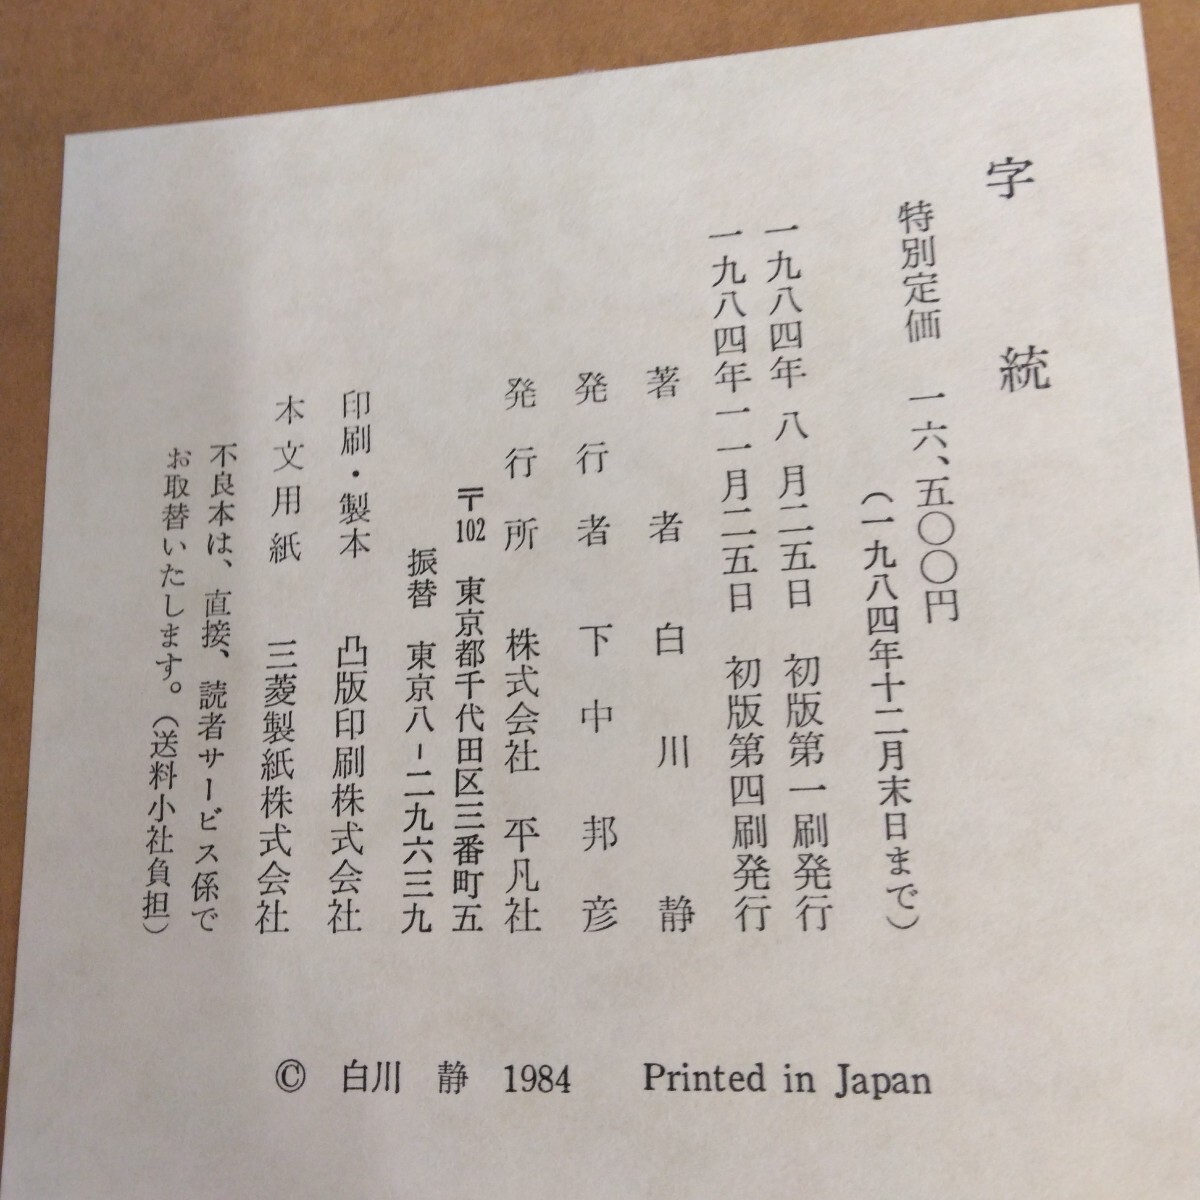 字 統
特別定価 一六、五〇〇円
（一九八四年十二月末日まで）
一九八四年 八 月二五日 初版第一刷発行
一九八四年一一月二五日 初版第四刷発行
著 者 白 川 静
発 行 者 下 中 邦 彦
発 行 所 株式会社 平凡社
〒102 東京都千代田区三番町五
振替 東京八-二九六三九
印刷・製本 凸版印刷株式会社
本 文 用 紙 三菱製紙株式会社
不良本は、直接、読者サービス係で
お取替いたします。（送料小社負担）
© 白川 静 1984 Printed in Japan